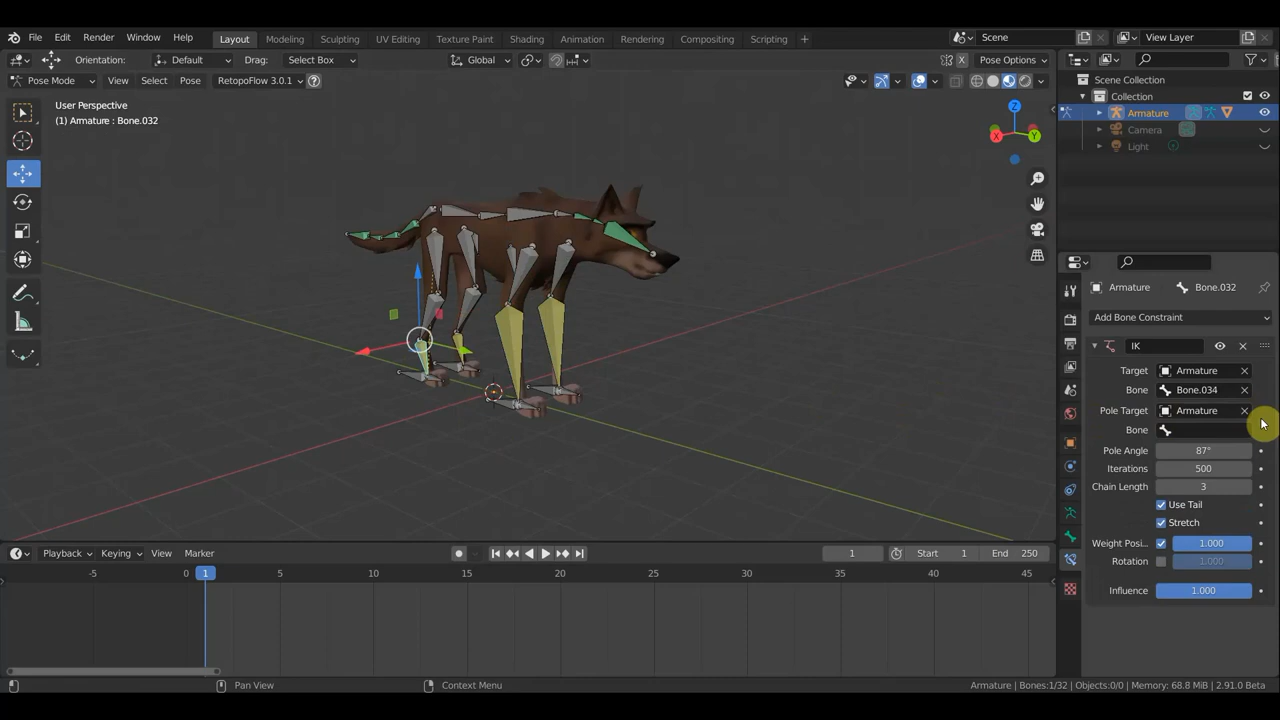 File Edit Render Window Help Layout Modeling Sculpting UV Editing Texture Paint Shading Animation Rendering Compositing Scripting + Scene View Layer
Orientation: Default Drag: Select Box Global X Pose Options
Pose Mode View Select Pose RetopoFlow 3.0.1 ?
User Perspective
(1) Armature : Bone.032
Z
X
Y
Scene Collection
Collection
Armature
Camera
Light
Armature Bone.032
Add Bone Constraint
IK
Target Armature
Bone Bone.034
Pole Target Armature
Bone
Pole Angle 87°
Iterations 500
Chain Length 3
Use Tail
Stretch
Weight Posi... 1.000
Rotation 1.000
Influence 1.000
Playback Keying View Marker 1 Start 1 End 250
-5 0 1 5 10 15 20 25 30 35 40 45
Pan View Context Menu Armature | Bones:1/32 | Objects:0/0 | Memory: 68.8 MiB | 2.91.0 Beta